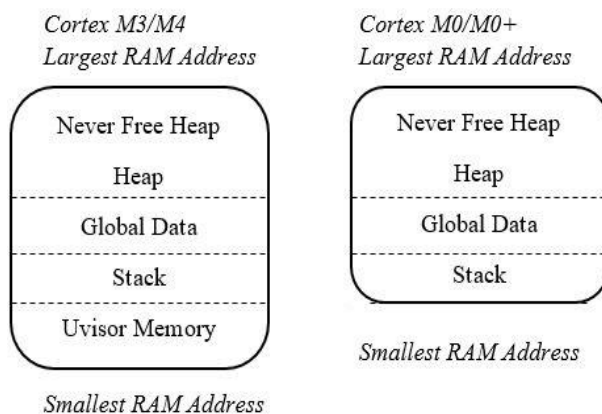 Cortex M3/M4
Largest RAM Address
Never Free Heap
Heap
Global Data
Stack
Uvisor Memory
Smallest RAM Address
Cortex M0/M0+
Largest RAM Address
Never Free Heap
Heap
Global Data
Stack
Smallest RAM Address